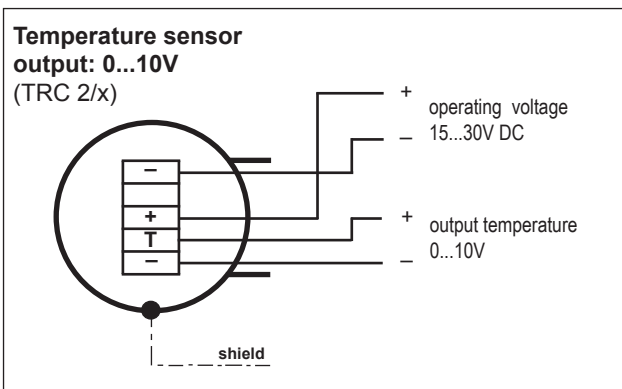 Temperature sensor
output: 0...10V
(TRC 2/x)
+
operating voltage
–
15...30V DC
–
+
T
–
+
output temperature
0...10V
–
shield